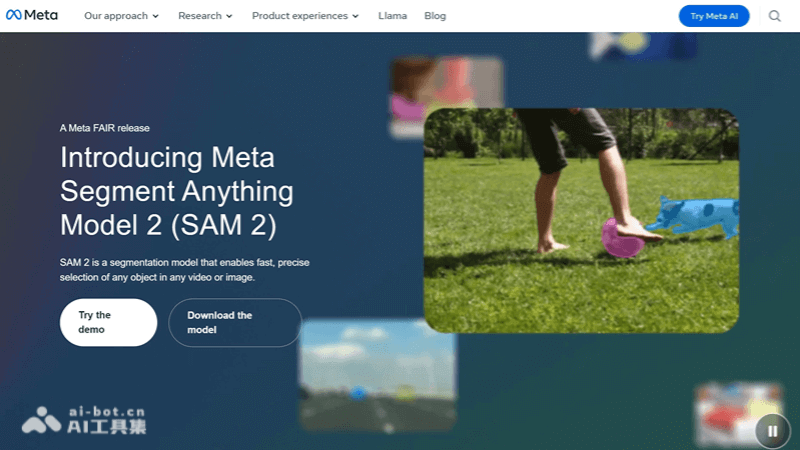 Meta
Our approach
Research
Product experiences
Llama
Blog
Try Meta AI
A Meta FAIR release
Introducing Meta
Segment Anything
Model 2 (SAM 2)
SAM 2 is a segmentation model that enables fast, precise
selection of any object in any video or image.
Try the
demo
Download the
model
ai-bot.cn
AI工具集